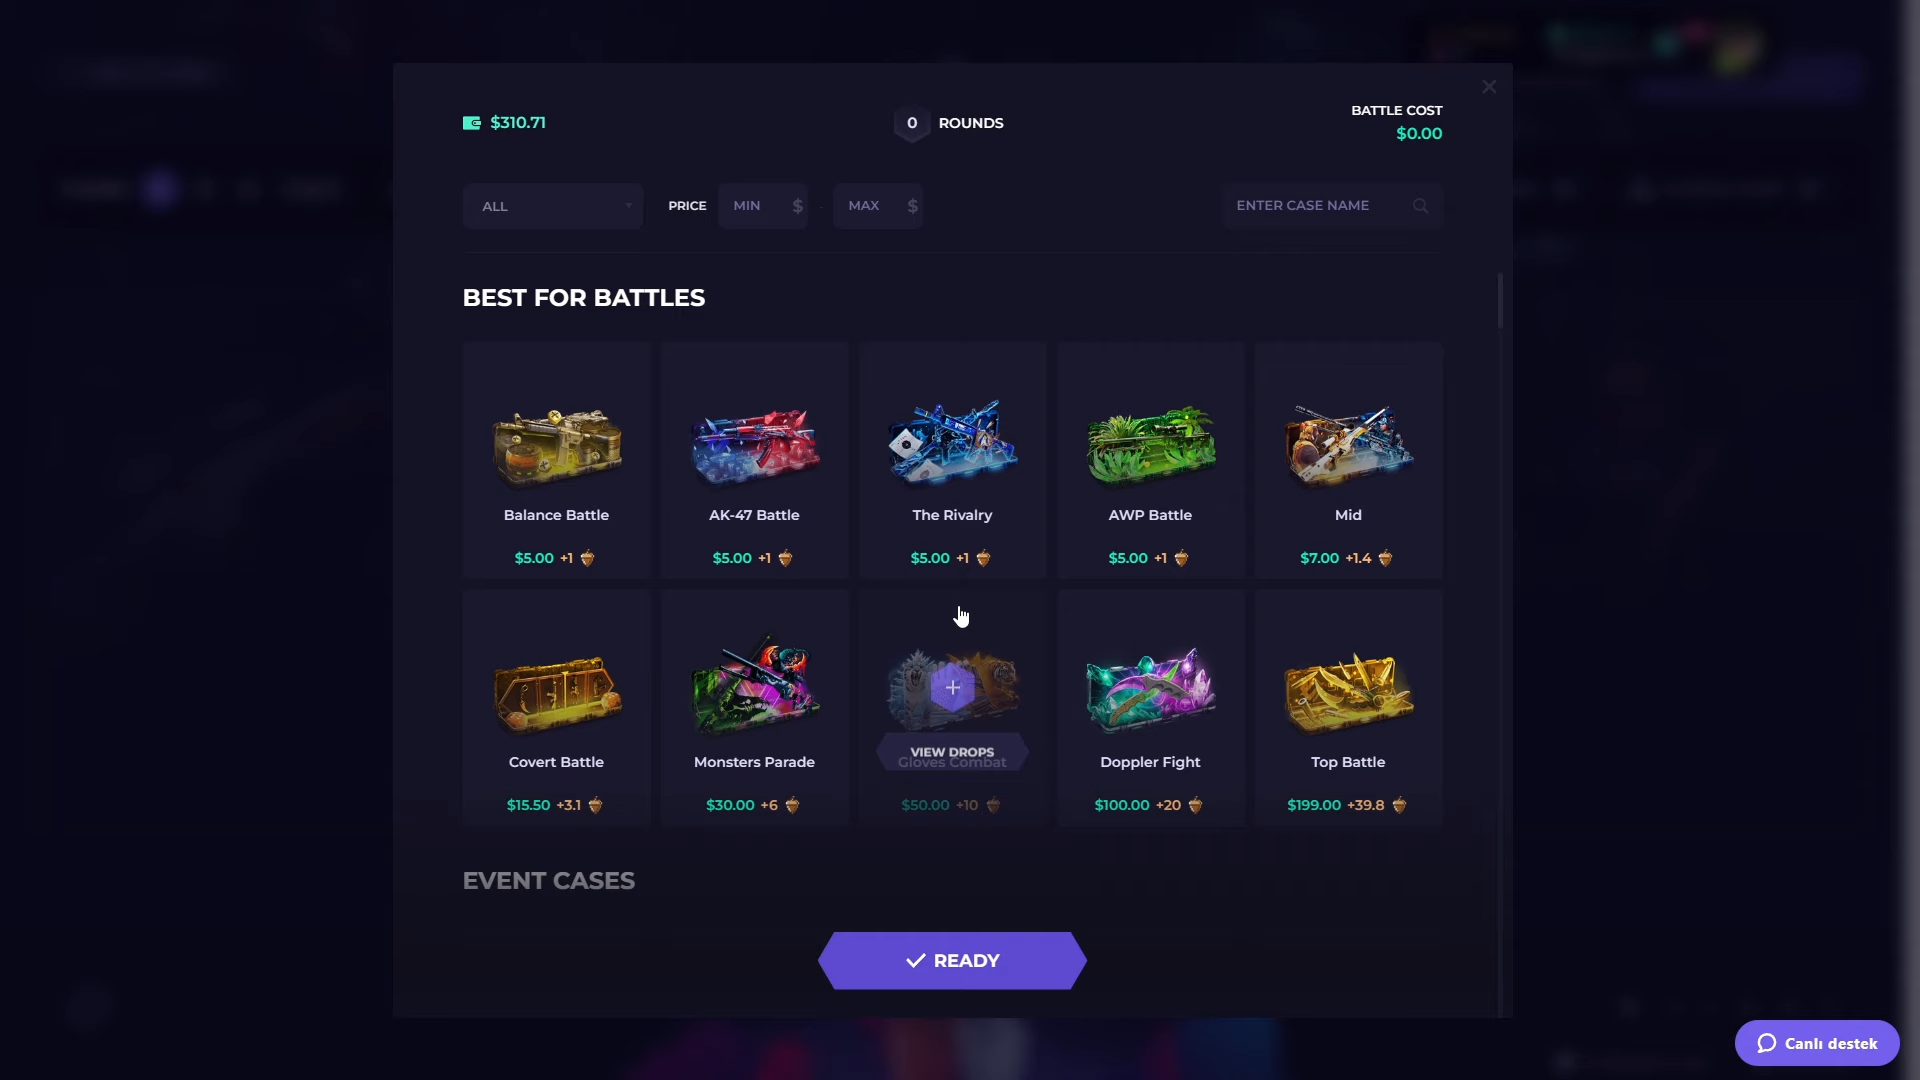 $310.71
0 ROUNDS
BATTLE COST
$0.00
ALL
PRICE
MIN $
-
MAX $
ENTER CASE NAME
BEST FOR BATTLES
Balance Battle
AK-47 Battle
The Rivalry
AWP Battle
Mid
$5.00 +1
$5.00 +1
$5.00 +1
$5.00 +1
$7.00 +1.4
VIEW DROPS
Covert Battle
Monsters Parade
Gloves Combat
Doppler Fight
Top Battle
$15.50 +3.1
$30.00 +6
$50.00 +10
$100.00 +20
$199.00 +39.8
EVENT CASES
READY
Canlı destek